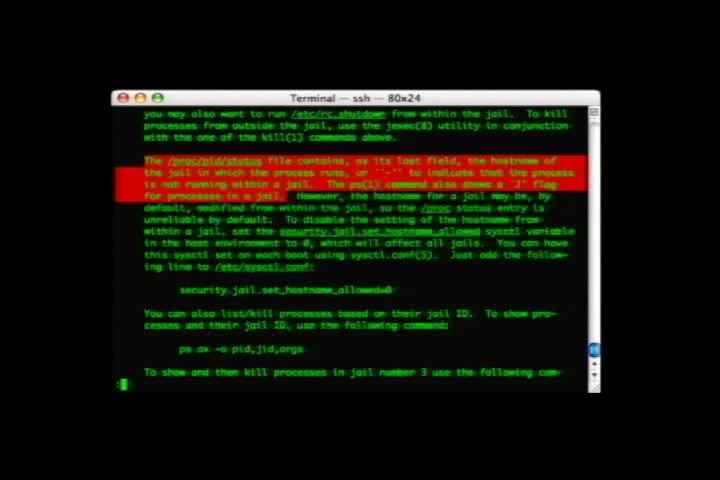 Terminal — ssh — 80x24
you may also want to run /etc/rc.shutdown from within the jail.  To kill
processes from outside the jail, use the jexec(8) utility in conjunction
with the one of the kill(1) commands above.
The /proc/pid/status file contains, as its last field, the hostname of
the jail in which the process runs, or ``-'' to indicate that the process
is not running within a jail.  The ps(1) command also shows a `J' flag
for processes in a jail.  However, the hostname for a jail may be, by
default, modified from within the jail, so the /proc status entry is
unreliable by default.  To disable the setting of the hostname from
within a jail, set the security.jail.set_hostname_allowed sysctl variable
in the host environment to 0, which will affect all jails.  You can have
this sysctl set on each boot using sysctl.conf(5).  Just add the follow-
ing line to /etc/sysctl.conf:
security.jail.set_hostname_allowed=0
You can also list/kill processes based on their jail ID.  To show pro-
cesses and their jail ID, use the following command:
ps ax -o pid,jid,args
To show and then kill processes in jail number 3 use the following com-
: